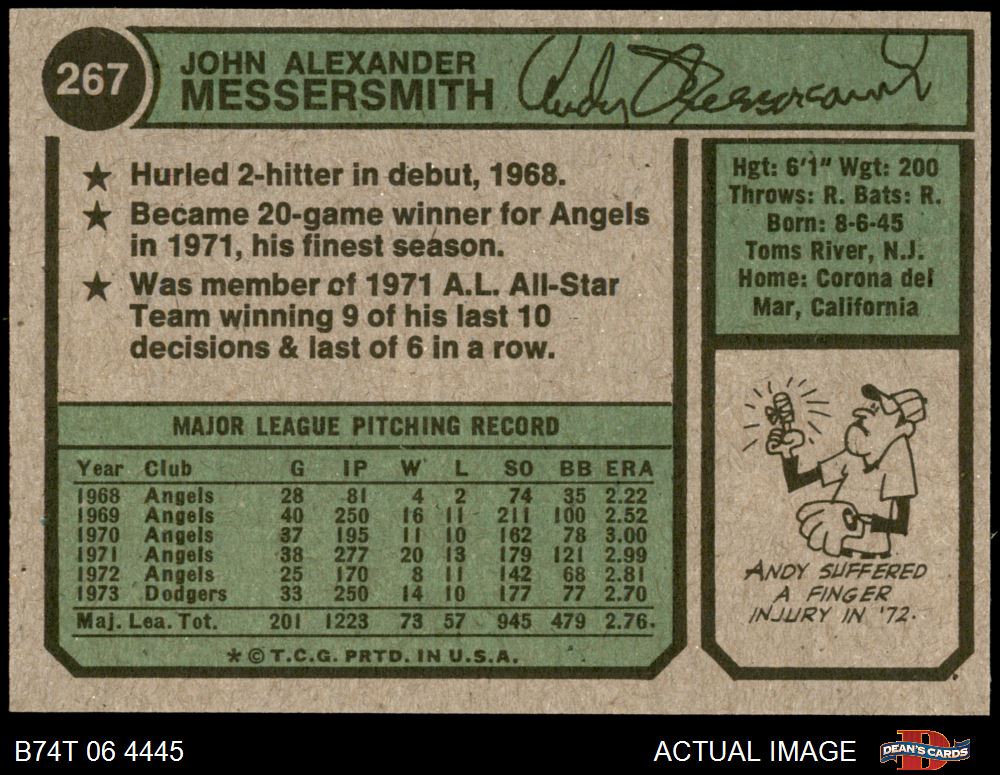 267
JOHN ALEXANDER
MESSERSMITH
Andy Messersmith
★ Hurled 2-hitter in debut, 1968.
★ Became 20-game winner for Angels
in 1971, his finest season.
★ Was member of 1971 A.L. All-Star
Team winning 9 of his last 10
decisions & last of 6 in a row.
Hgt: 6'1" Wgt: 200
Throws: R. Bats: R.
Born: 8-6-45
Toms River, N.J.
Home: Corona del
Mar, California
MAJOR LEAGUE PITCHING RECORD
Year Club G IP W L SO BB ERA
1968 Angels 28 81 4 2 74 35 2.22
1969 Angels 40 250 16 11 211 100 2.52
1970 Angels 37 195 11 10 162 78 3.00
1971 Angels 38 277 20 13 179 121 2.99
1972 Angels 25 170 8 11 142 68 2.81
1973 Dodgers 33 250 14 10 177 77 2.70
Maj. Lea. Tot. 201 1223 73 57 945 479 2.76.
* © T.C.G. PRTD. IN U.S.A.
ANDY SUFFERED
A FINGER
INJURY IN '72.
B74T 06 4445
ACTUAL IMAGE
D
DEAN'S CARDS